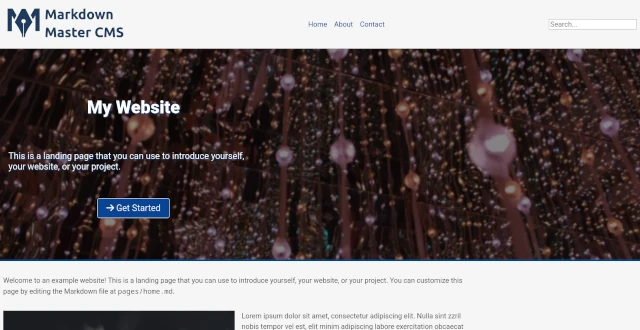 Markdown
Master CMS
Home About Contact
Search...
My Website
This is a landing page that you can use to introduce yourself,
your website, or your project.
Get Started
Welcome to an example website! This is a landing page that you can use to introduce yourself, your website, or your project. You can customize this
page by editing the Markdown file at pages/home.md.
Lorem ipsum dolor sit amet, consectetur adipiscing elit. Nulla sint zzril
nobis tempor vel est, elit minim adipiscing labore exercitation obcaecat